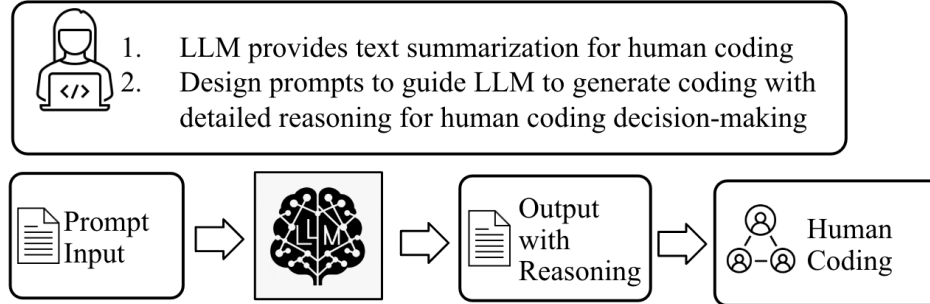 1. LLM provides text summarization for human coding
2. Design prompts to guide LLM to generate coding with
detailed reasoning for human coding decision-making
</>
Prompt
Input
LLM
Output
with
Reasoning
Human
Coding